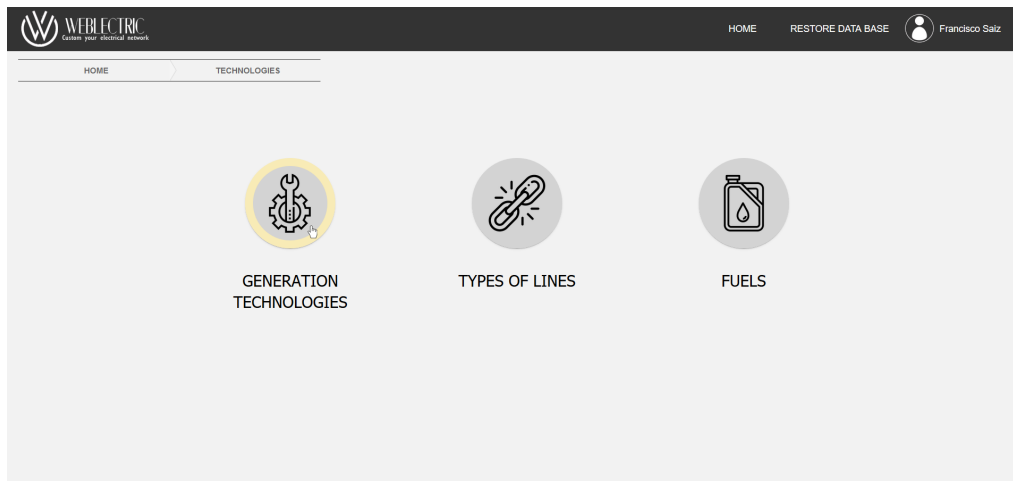 WEBLECTRIC
Custom your electrical network
HOME
RESTORE DATA BASE
Francisco Saiz
HOME
TECHNOLOGIES
GENERATION
TECHNOLOGIES
TYPES OF LINES
FUELS